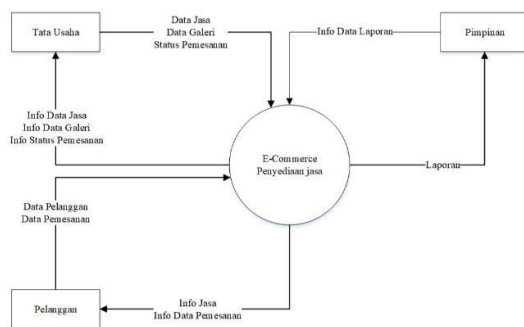 Tata Usaha
Data Jasa
Data Galeri
Status Pemesanan
Info Data Laporan
Pimpinan
Info Data Jasa
Info Data Galeri
Info Status Pemesanan
E-Commerce
Penyediaan jasa
Laporan
Data Pelanggan
Data Pemesanan
Pelanggan
Info Jasa
Info Data Pemesanan